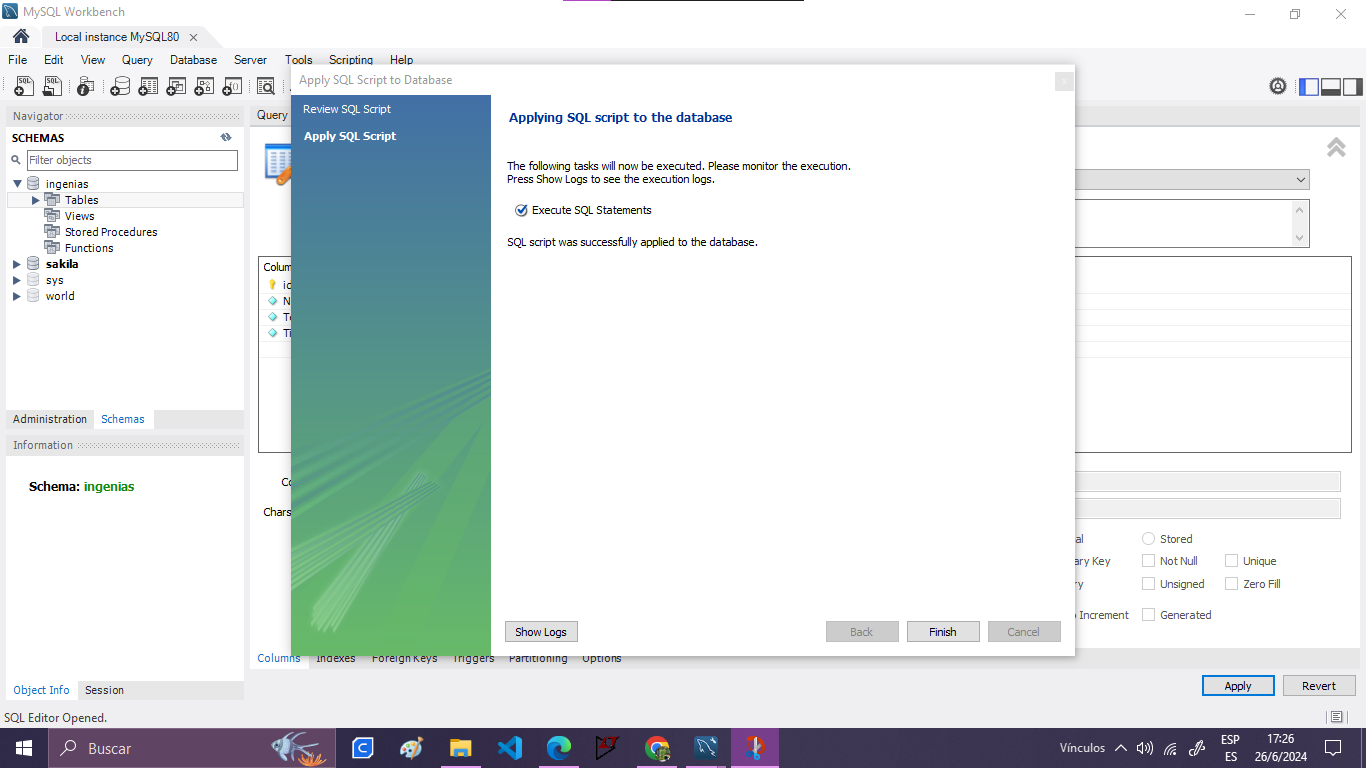 MySQL Workbench
Local instance MySQL80
File Edit View Query Database Server Tools Scripting Help
Apply SQL Script to Database
Navigator
SCHEMAS
Filter objects
ingenias
Tables
Views
Stored Procedures
Functions
sakila
sys
world
Administration Schemas
Information
Schema: ingenias
Object Info Session
SQL Editor Opened.
Query
Review SQL Script
Apply SQL Script
Applying SQL script to the database
The following tasks will now be executed. Please monitor the execution.
Press Show Logs to see the execution logs.
Execute SQL Statements
SQL script was successfully applied to the database.
Show Logs Back Finish Cancel
Colum
id
N
Te
Ti
Co
Chars
al Stored
ary Key Not Null Unique
ry Unsigned Zero Fill
Increment Generated
Columns Indexes Foreign Keys Triggers Partitioning Options
Apply Revert
Buscar
Vínculos
ESP
ES
17:26
26/6/2024